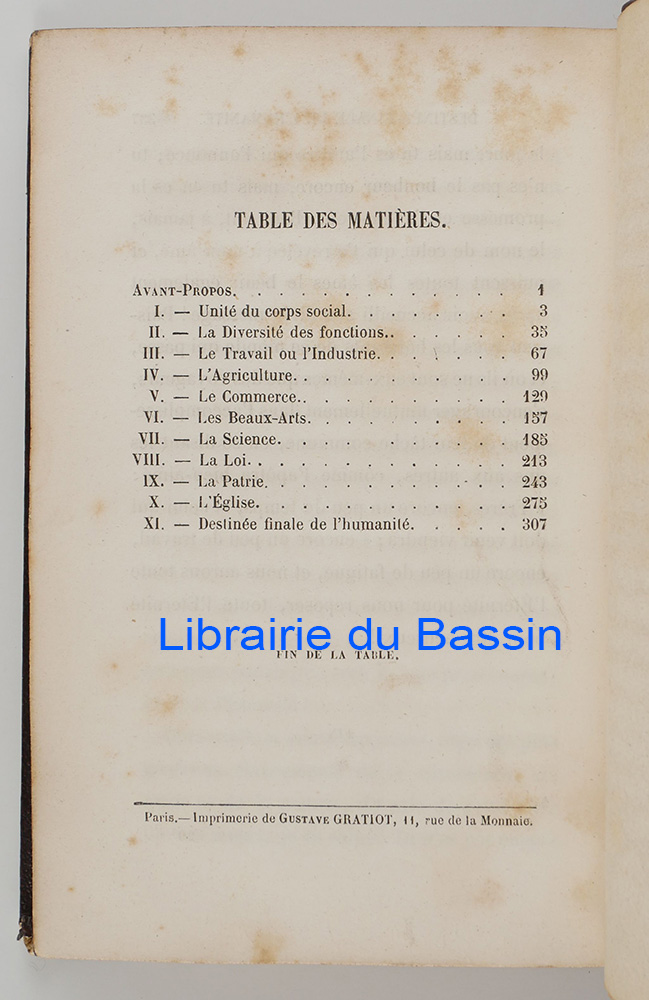 TABLE DES MATIÈRES.
AVANT-PROPOS. . . . . . . . . . . . . 1
I. — Unité du corps social. . . . . . . . 3
II. — La Diversité des fonctions. . . . . . . 35
III. — Le Travail ou l'Industrie. . . . . . . 67
IV. — L'Agriculture. . . . . . . . . . . 99
V. — Le Commerce. . . . . . . . . . . 129
VI. — Les Beaux-Arts. . . . . . . . . . 157
VII. — La Science. . . . . . . . . . . 185
VIII. — La Loi. . . . . . . . . . . . . 213
IX. — La Patrie. . . . . . . . . . . . 243
X. — L'Église. . . . . . . . . . . . 275
XI. — Destinée finale de l'humanité. . . . . 307
Librairie du Bassin
FIN DE LA TABLE.
Paris.— Imprimerie de GUSTAVE GRATIOT, 11, rue de la Monnaie.